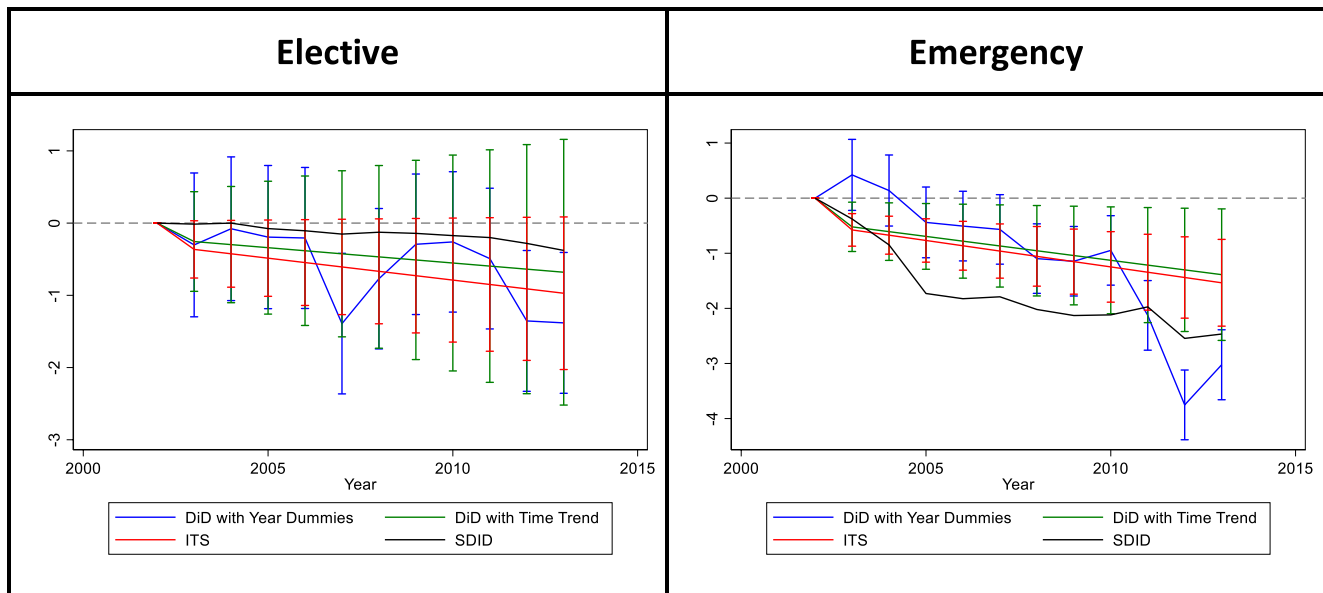 Elective
Emergency
1
0
-1
-2
-3
2000 2005 2010 2015
Year
DiD with Year Dummies DiD with Time Trend
ITS SDID
1
0
-1
-2
-3
-4
2000 2005 2010 2015
Year
DiD with Year Dummies DiD with Time Trend
ITS SDID